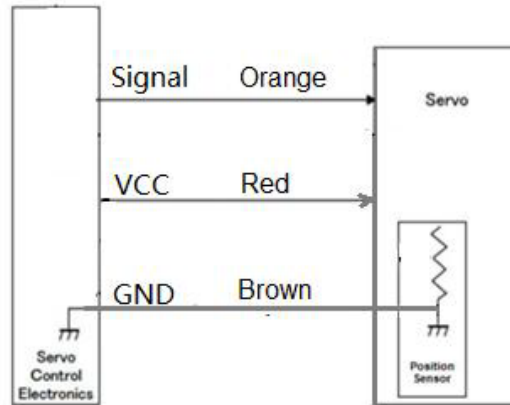 Signal Orange
Servo
VCC Red
GND Brown
Servo
Control
Electronics
Position
Sensor